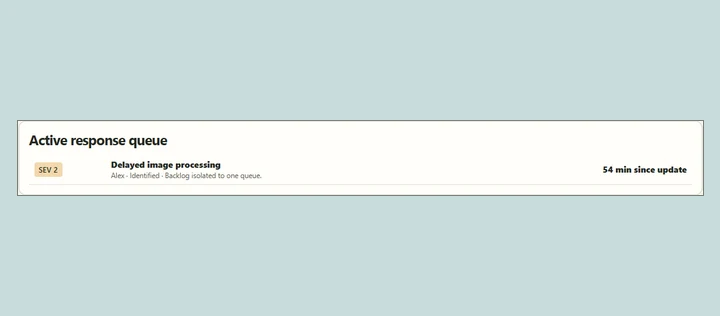 Active response queue
SEV 2
Delayed image processing
54 min since update
Alex · Identified · Backlog isolated to one queue.